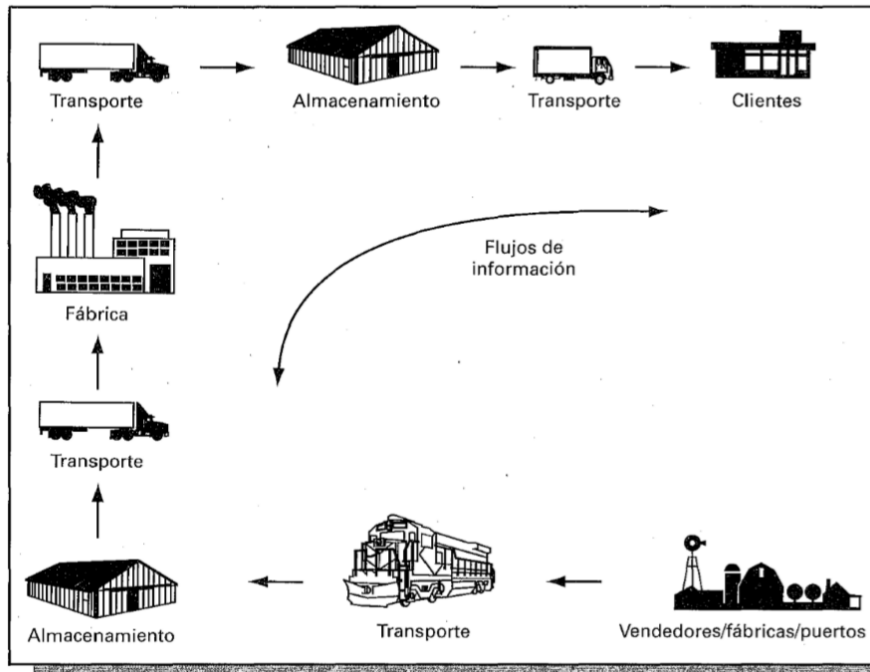 Transporte
Almacenamiento
Transporte
Clientes
Flujos de
información
Fábrica
Transporte
Almacenamiento
Transporte
Vendedores/fábricas/puertos